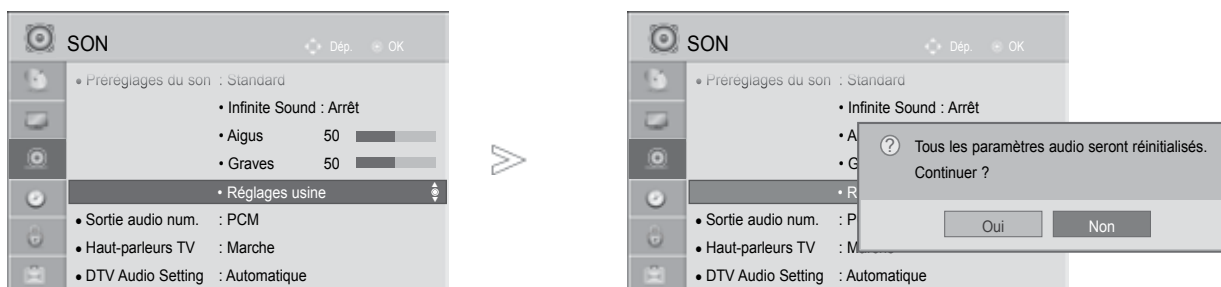 SON
Dép. OK
• Préréglages du son : Standard
• Infinite Sound : Arrêt
• Aigus 50
• Graves 50
• Réglages usine
• Sortie audio num. : PCM
• Haut-parleurs TV : Marche
• DTV Audio Setting : Automatique
SON
Dép. OK
• Préréglages du son : Standard
• Infinite Sound : Arrêt
• A
• G
• R
• Sortie audio num. : P
• Haut-parleurs TV : M
• DTV Audio Setting : Automatique
? Tous les paramètres audio seront réinitialisés.
Continuer ?
Oui Non